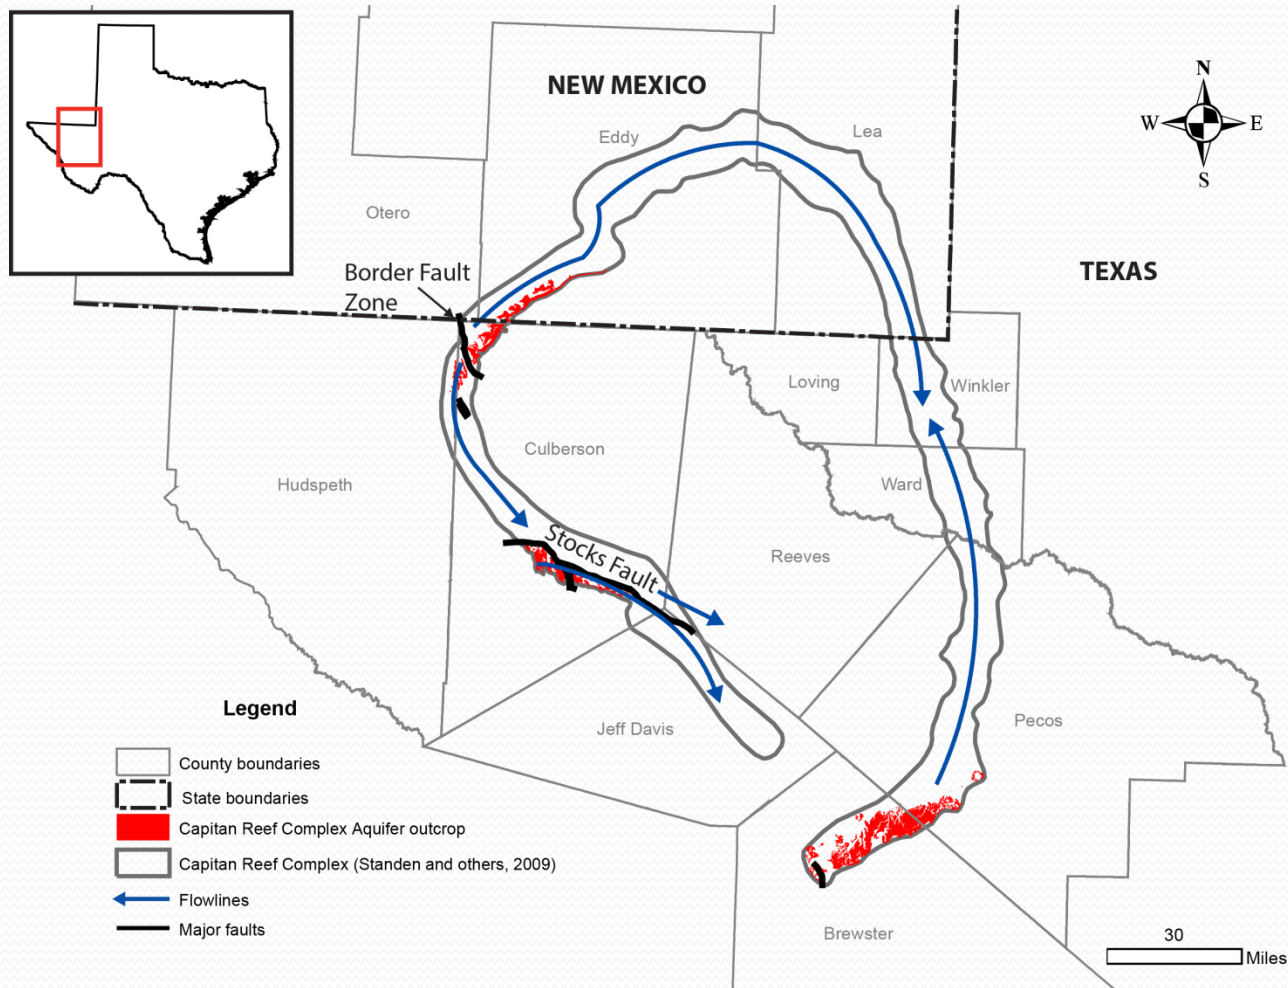 NEW MEXICO
Eddy
Lea
N
W
E
S
Otero
TEXAS
Border Fault
Zone
Loving
Winkler
Culberson
Ward
Hudspeth
Stocks Fault
Reeves
Pecos
Jeff Davis
Brewster
Legend
County boundaries
State boundaries
Capitan Reef Complex Aquifer outcrop
Capitan Reef Complex (Standen and others, 2009)
Flowlines
Major faults
30
Miles